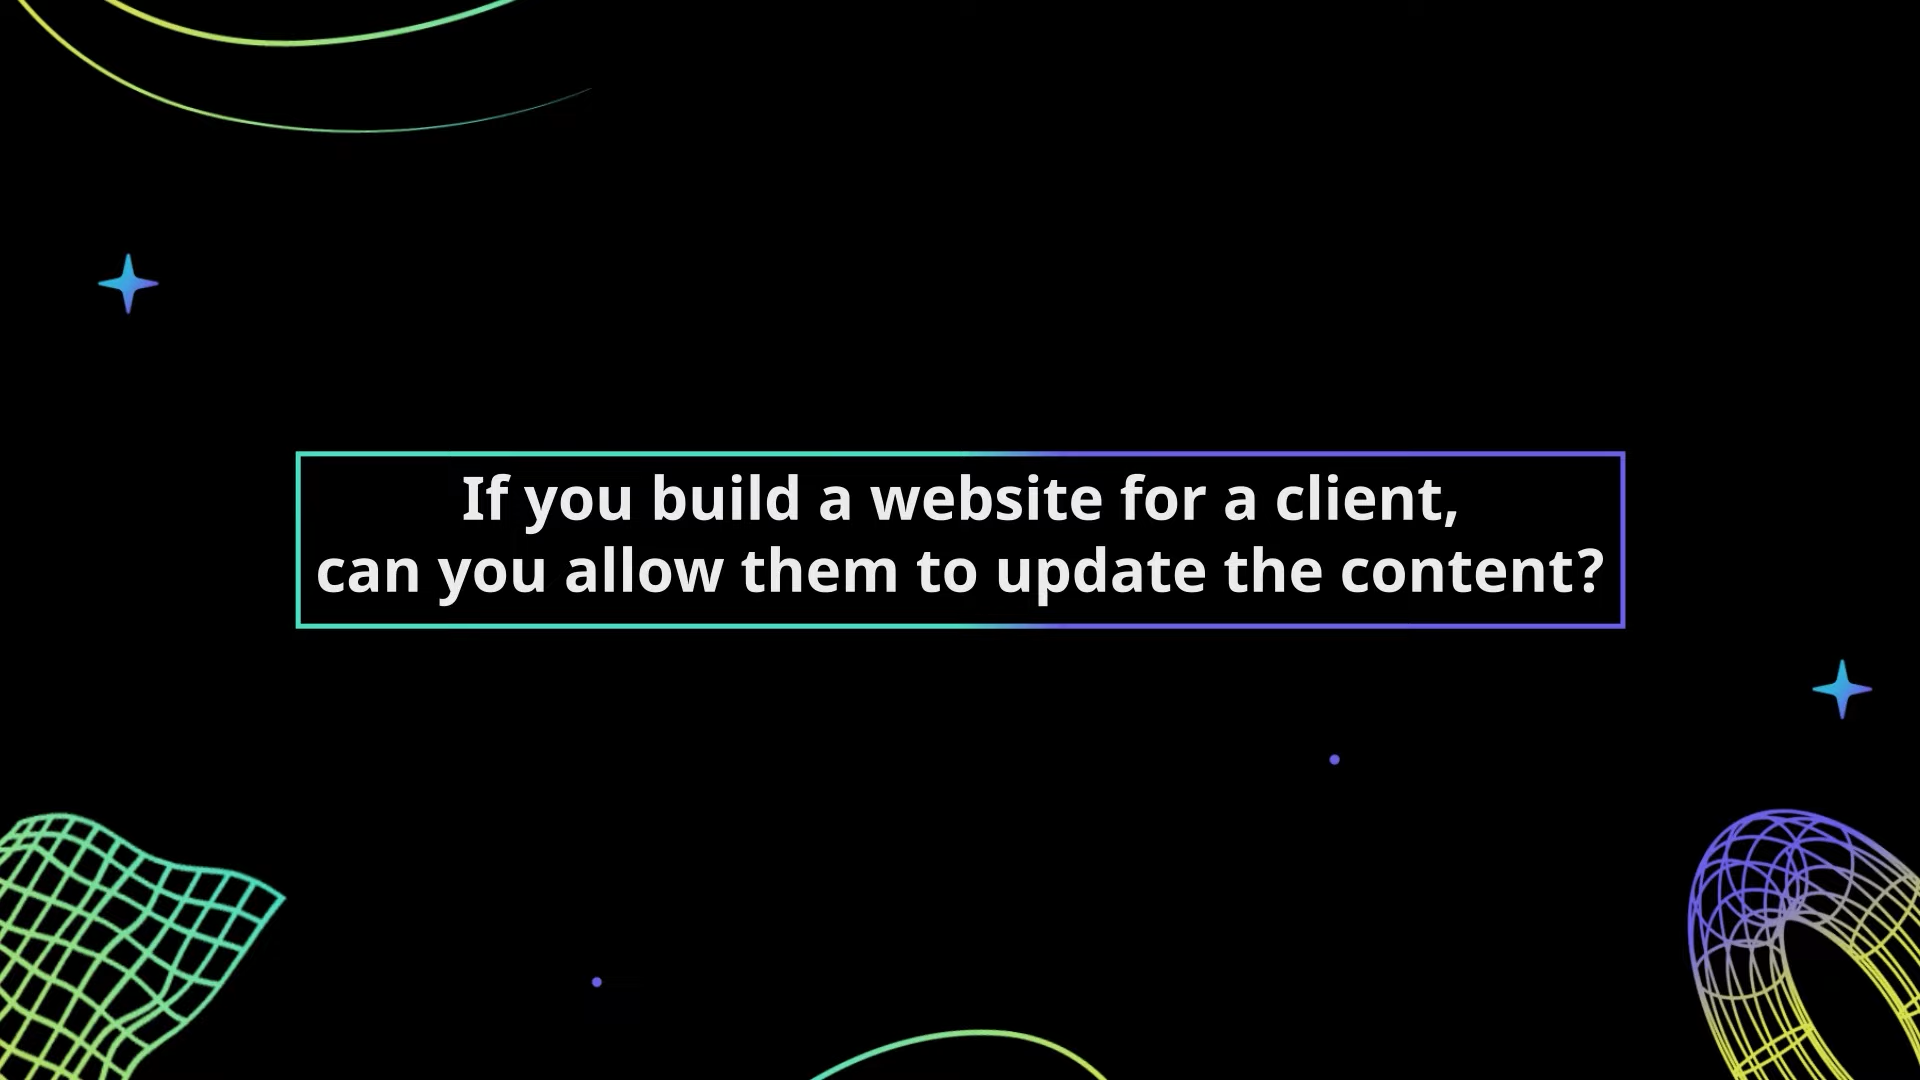 If you build a website for a client,
can you allow them to update the content?